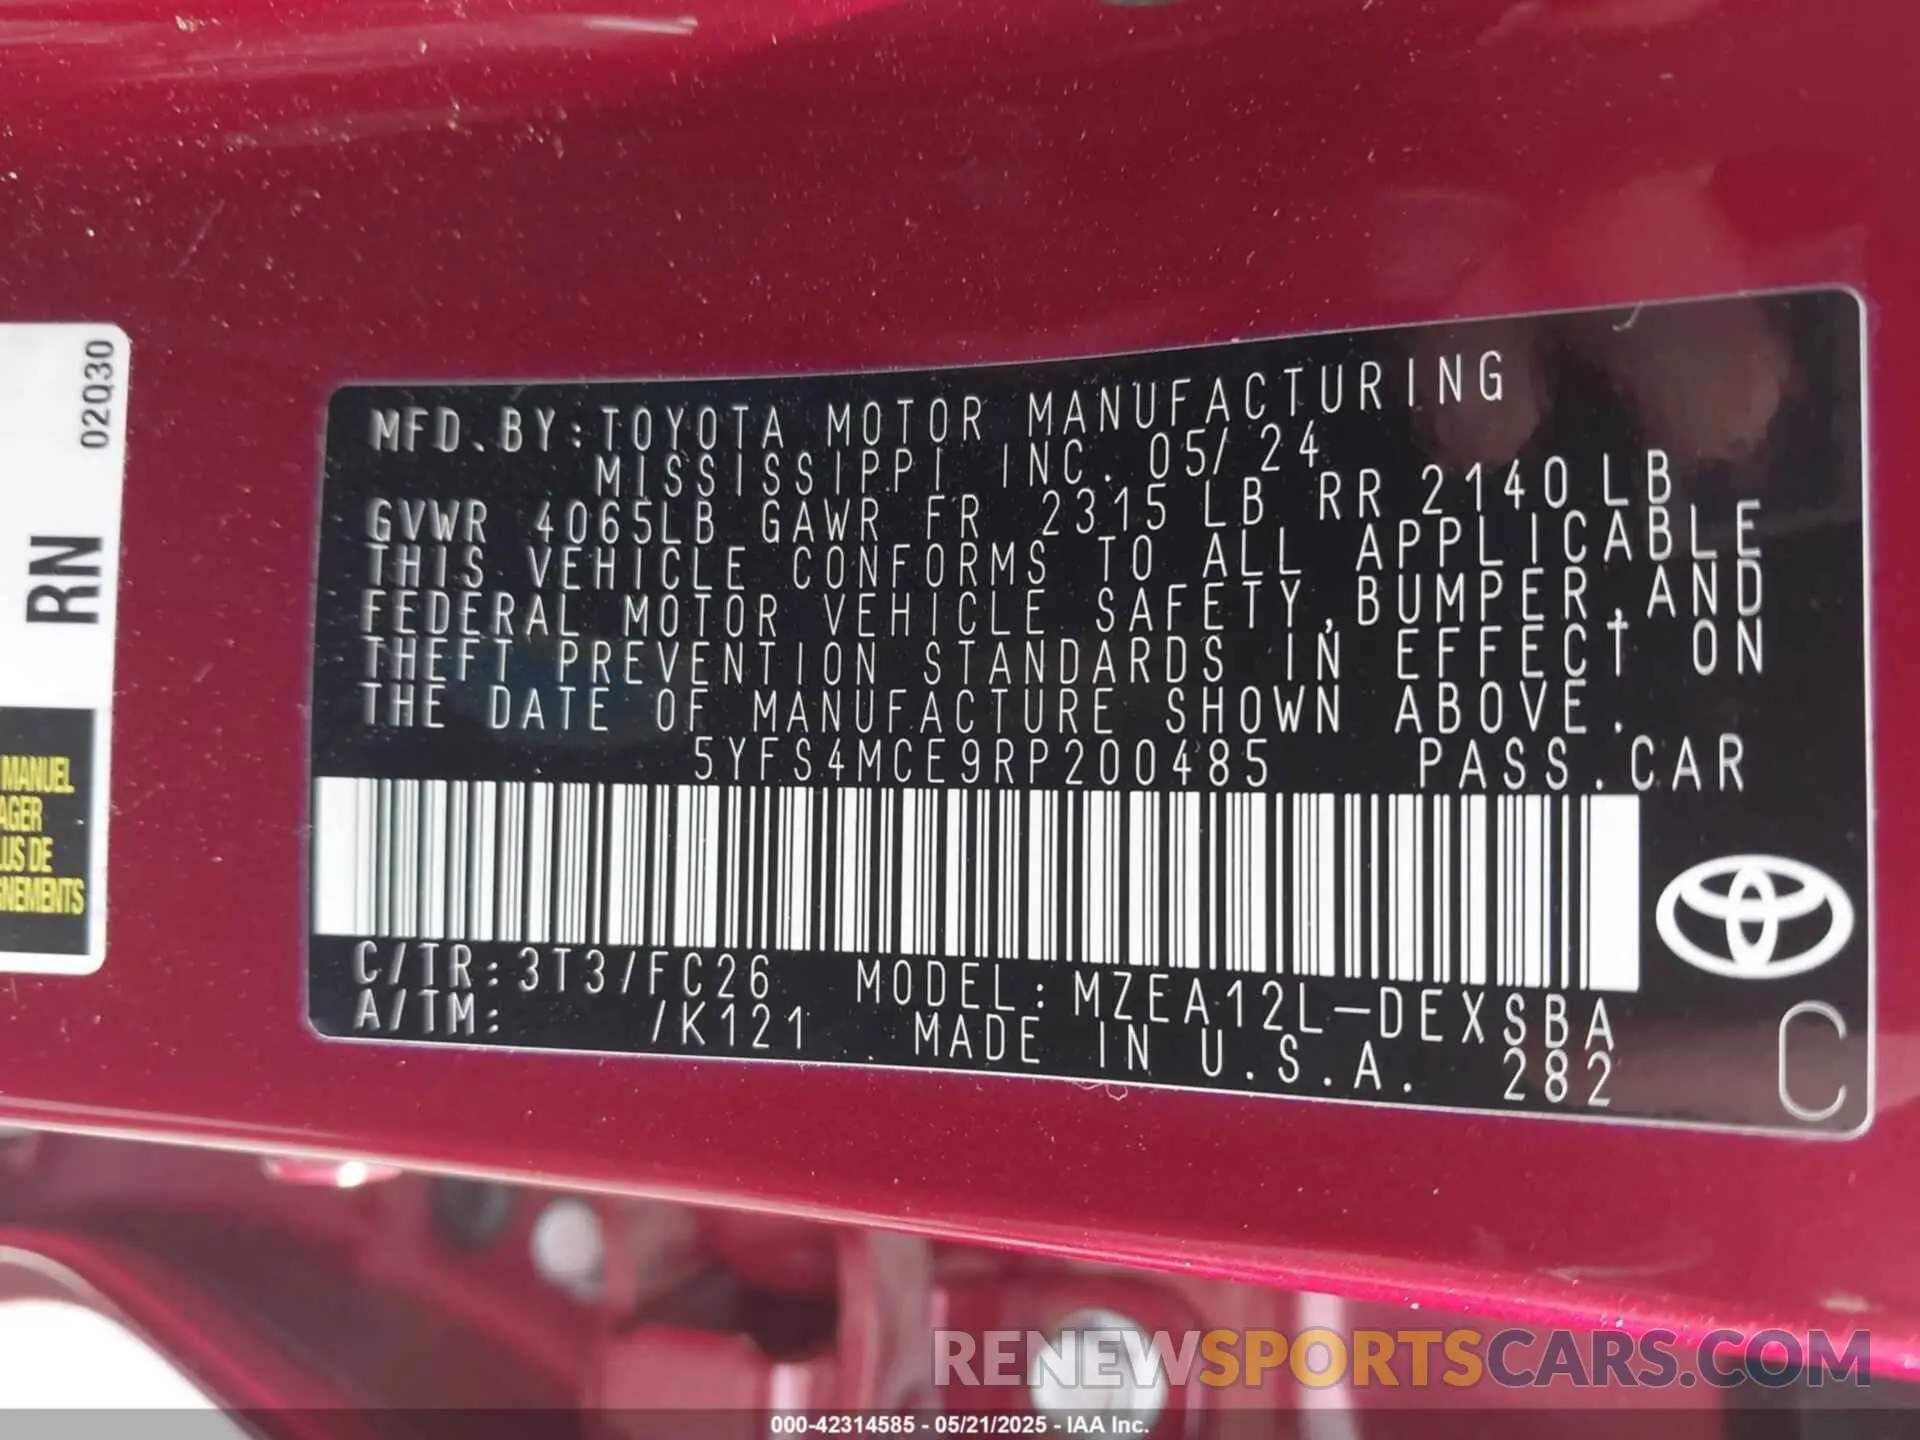 02Q30
RN
MANUEL
AGER
LUS DE
GNEMENTS
MFD.BY:TOYOTA MOTOR MANUFACTURING
MISSISSIPPI INC. 05/24
GVWR 4065LB GAWR FR 2315 LB RR 2140LB
THIS VEHICLE CONFORMS TO ALL APPLICABLE
FEDERAL MOTOR VEHICLE SAFETY,BUMPER,AND
THEFT PREVENTION STANDARDS IN EFFECT ON
THE DATE OF MANUFACTURE SHOWN ABOVE.
5YFS4MCE9RP200485 PASS.CAR
C/TR:3T3/FC26 MODEL:MZEA12L-DEXSBA
A/TM: /K121 MADE IN U.S.A. 282
C
RENEWSPORTSCARS.COM
000-42314585 - 05/21/2025 - IAA Inc.